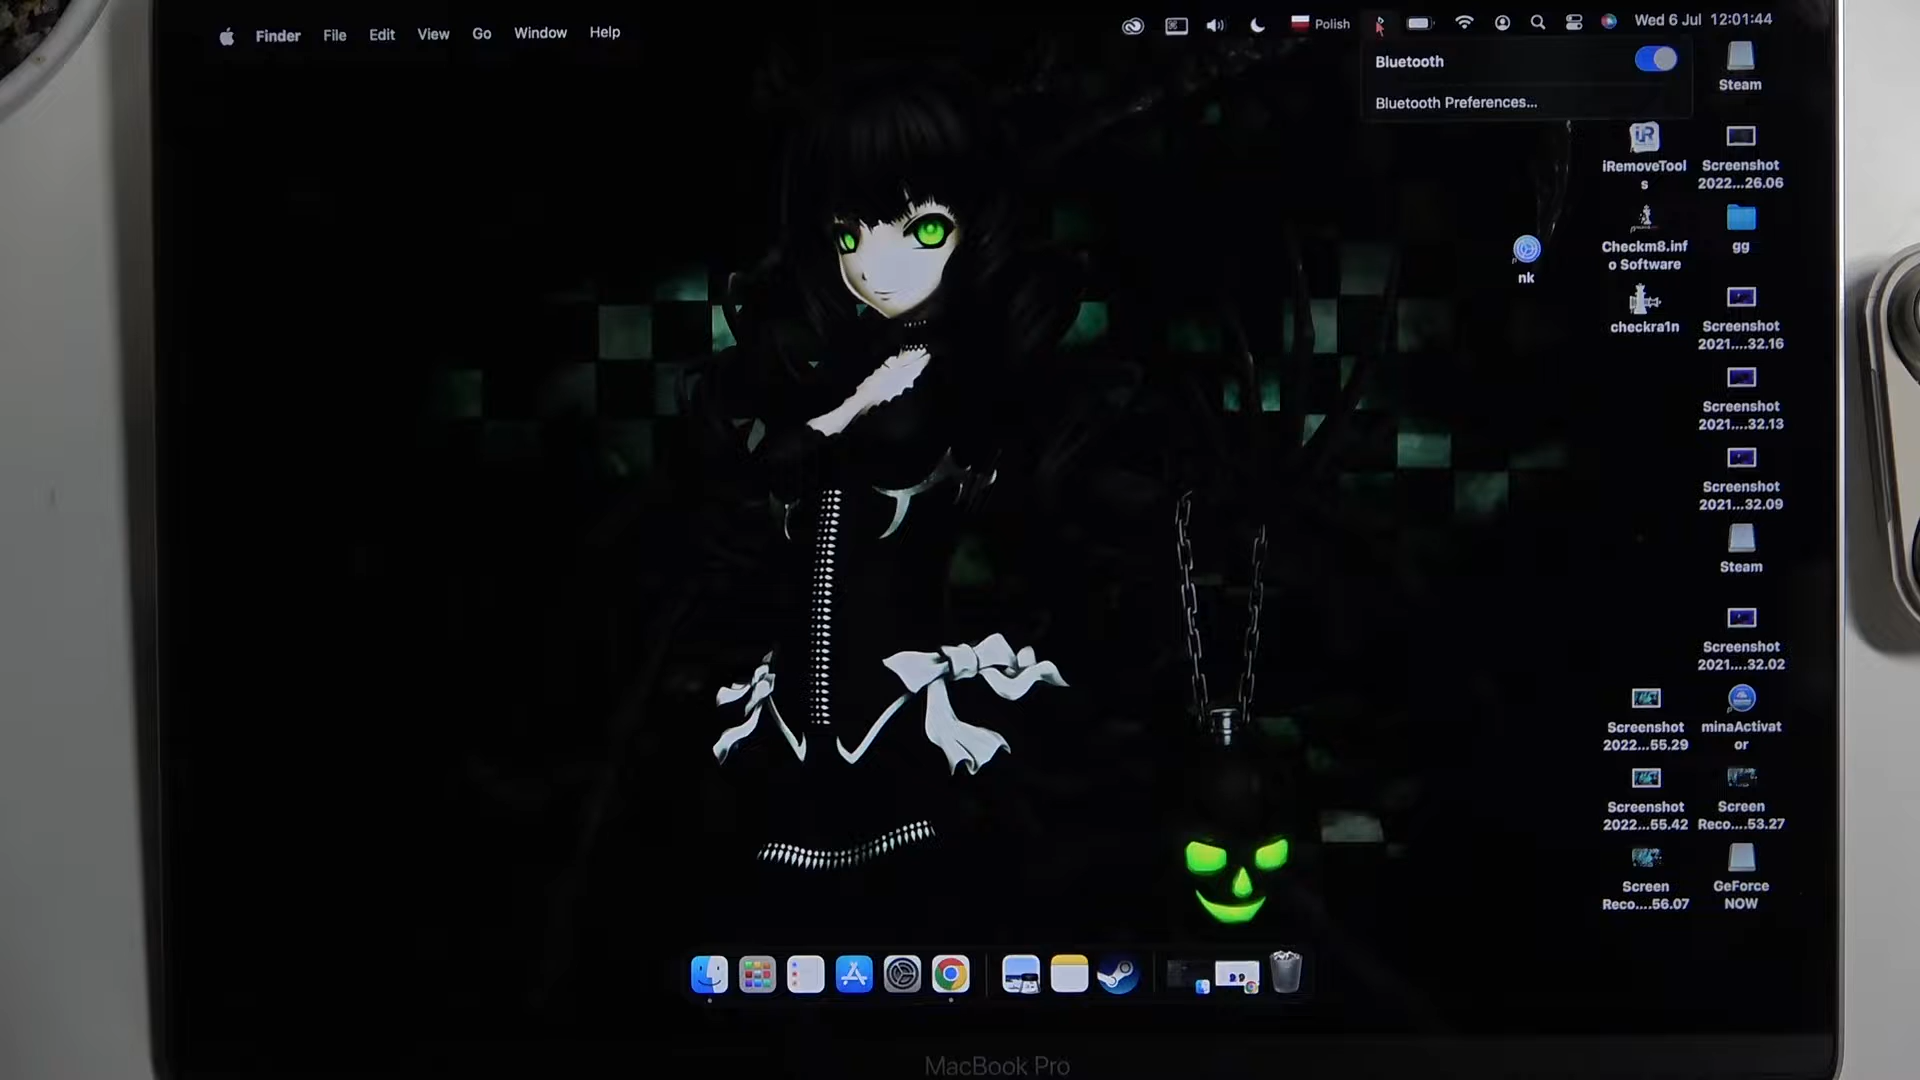 Finder File Edit View Go Window Help
Polish
Wed 6 Jul 12:01:44
Bluetooth
Bluetooth Preferences...
Steam
iRemoveTool
s
Screenshot
2022...26.06
Checkm8.inf
o Software
gg
nk
checkra1n
Screenshot
2021....32.16
Screenshot
2021....32.13
Screenshot
2021....32.09
Steam
Screenshot
2021....32.02
Screenshot
2022...55.29
minaActivat
or
Screenshot
2022...55.42
Screen
Reco....53.27
Screen
Reco....56.07
GeForce
NOW
MacBook Pro